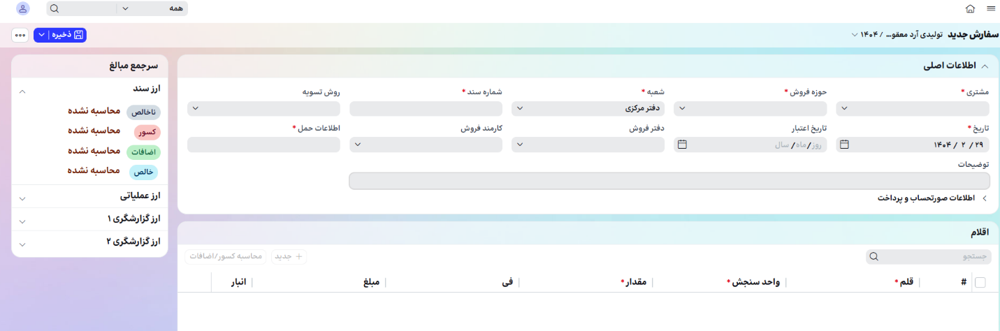 همه
سفارش جدید تولیدی آرد معقو... / ۱۴۰۴
ذخیره
اطلاعات اصلی
مشتری * حوزه فروش * شعبه * شماره سند * روش تسویه
دفتر مرکزی
تاریخ * تاریخ اعتبار دفتر فروش کارمند فروش اطلاعات حمل *
۲۹ / ۲ / ۱۴۰۴ روز/ماه/ سال
توضیحات
اطلاعات صورتحساب و پرداخت
سرجمع مبالغ
ارز سند
ناخالص محاسبه نشده
کسور محاسبه نشده
اضافات محاسبه نشده
خالص محاسبه نشده
ارز عملیاتی
ارز گزارشگری ۱
ارز گزارشگری ۲
اقلام
جستجو + جدید محاسبه کسور/اضافات
# قلم * واحد سنجش * مقدار * فی مبلغ انبار